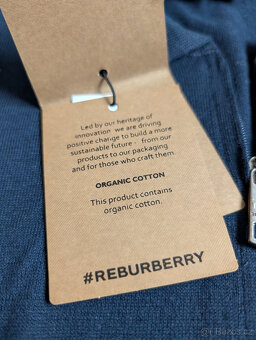 Led by our heritage of
innovation we are driving
positive change to build a more
sustainable future - from our
products to our packaging
and for those who craft them
ORGANIC COTTON
This product contains
organic cotton.
#REBURBERRY